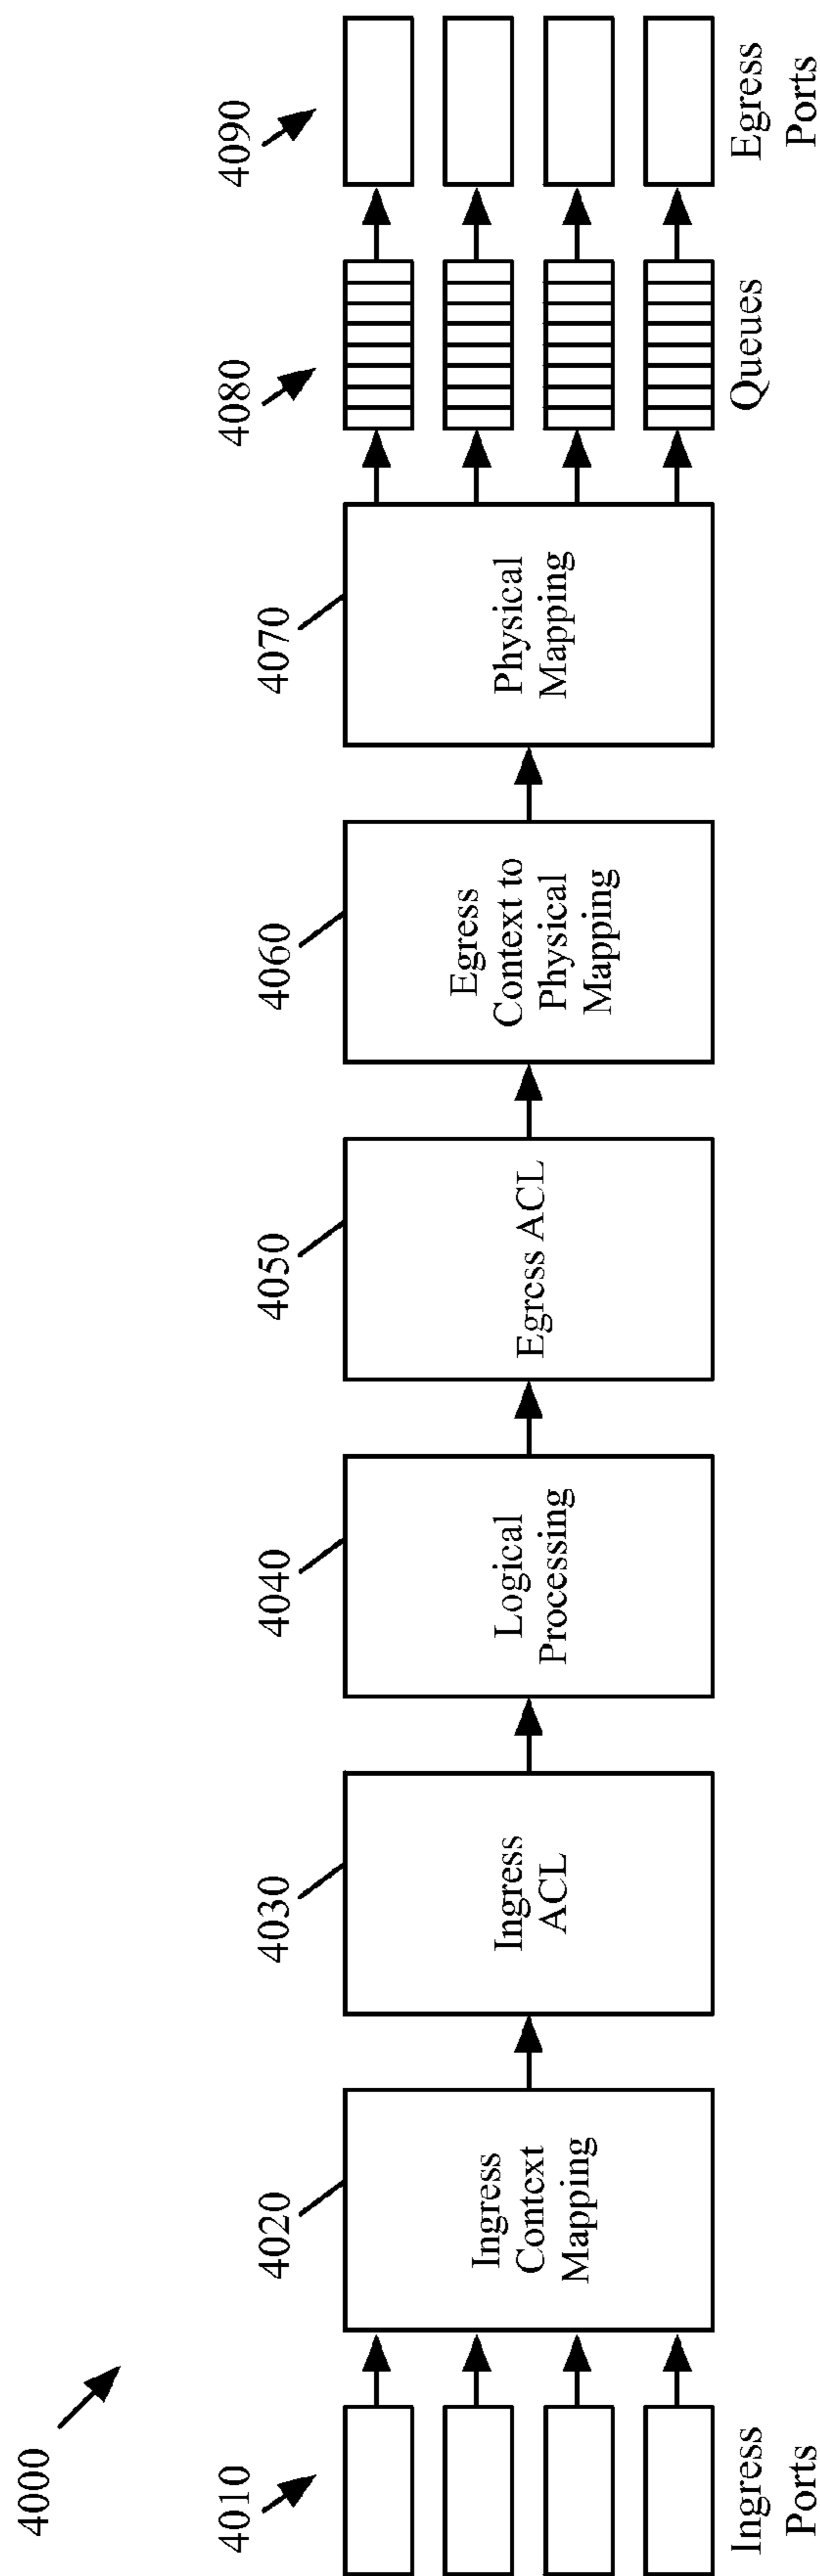 4000
4010
4020
4030
4040
4050
4060
4070
4080
4090
Ingress
Context
Mapping
Ingress
ACL
Logical
Processing
Egress ACL
Egress
Context to
Physical
Mapping
Physical
Mapping
Ingress
Ports
Queues
Egress
Ports